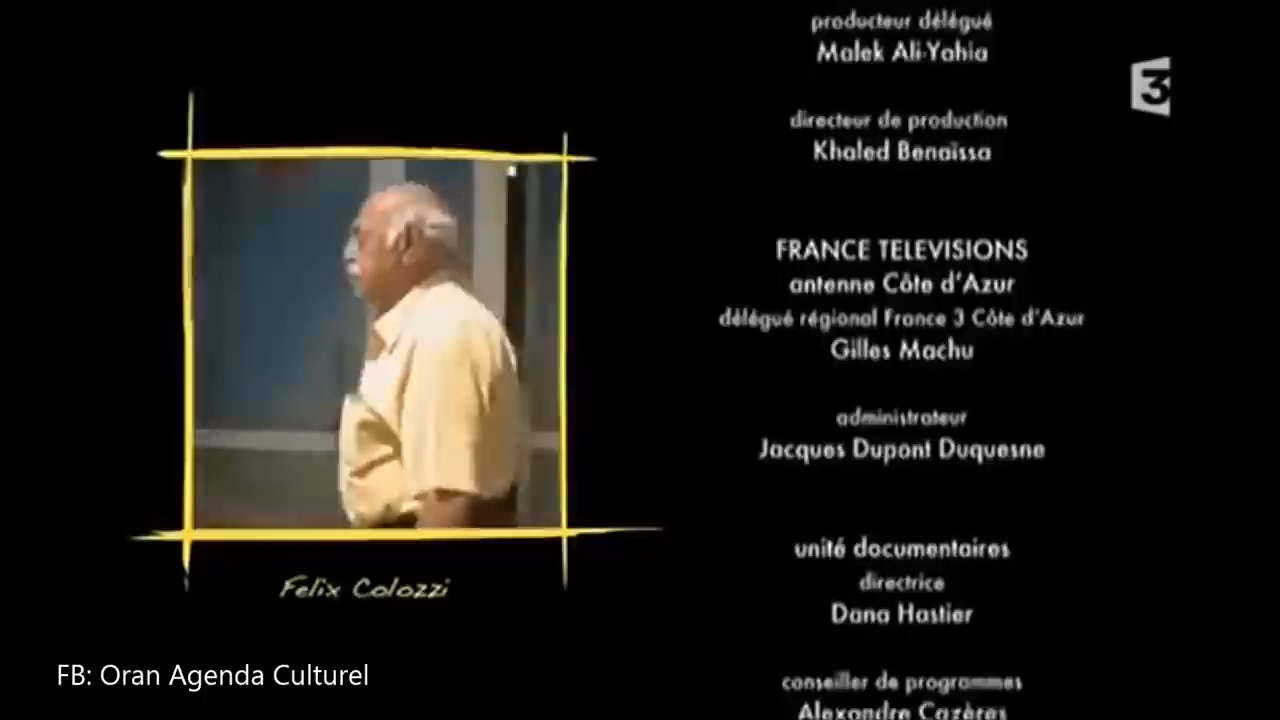 producteur délégué
Malek Ali-Yahia
directeur de production
Khaled Benaïssa
3
FRANCE TELEVISIONS
antenne Côte d'Azur
délégué régional France 3 Côte d'Azur
Gilles Machu
administrateur
Jacques Dupont Duquesne
unité documentaires
directrice
Dana Hastier
conseiller de programmes
Alexandre Cazères
Felix Colozzi
FB: Oran Agenda Culturel